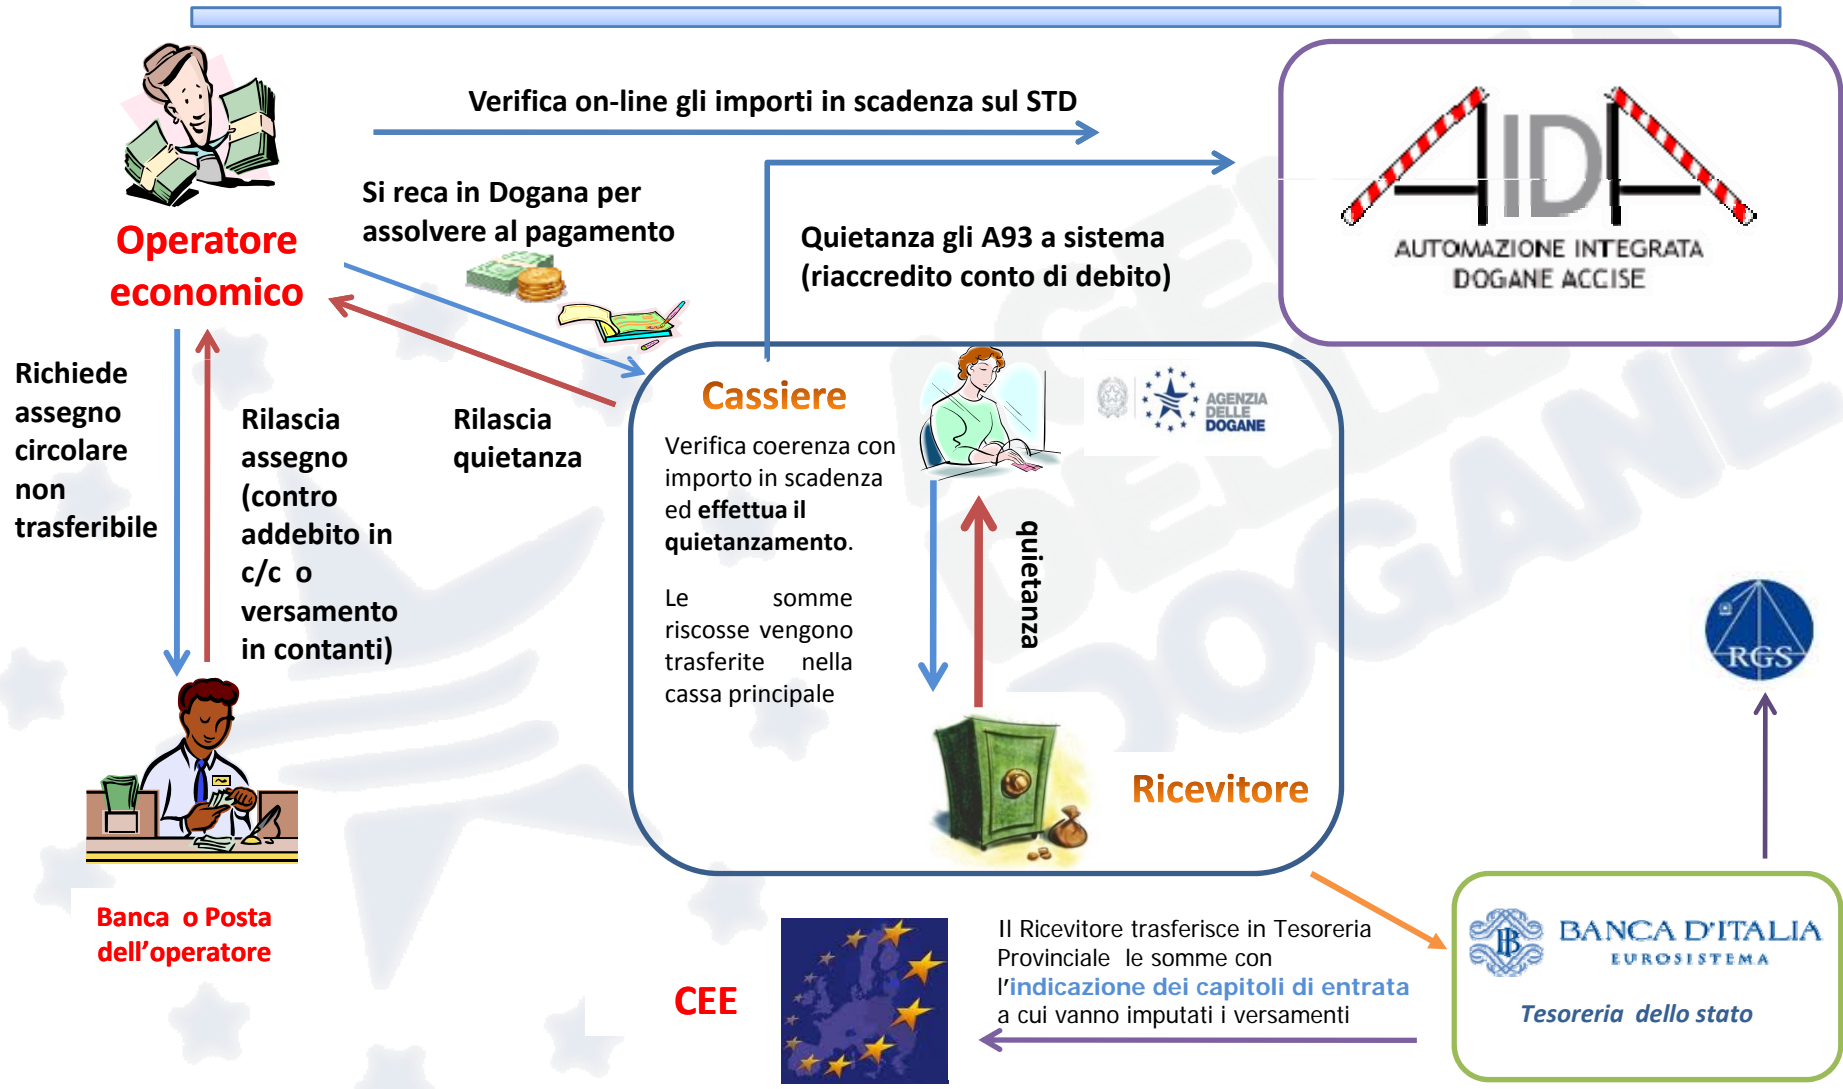 Verifica on-line gli importi in scadenza sul STD
AIDA
AUTOMAZIONE INTEGRATA
DOGANE ACCISE
Si reca in Dogana per
assolvere al pagamento
Operatore
economico
Quietanza gli A93 a sistema
(riaccredito conto di debito)
Richiede
assegno
circolare
non
trasferibile
Rilascia
assegno
(contro
addebito in
c/c o
versamento
in contanti)
Rilascia
quietanza
Cassiere
AGENZIA
DELLE
DOGANE
Verifica coerenza con
importo in scadenza
ed effettua il
quietanzamento.
Le somme
riscosse vengono
trasferite nella
cassa principale
quietanza
Ricevitore
RGS
Banca o Posta
dell'operatore
CEE
Il Ricevitore trasferisce in Tesoreria
Provinciale le somme con
l'indicazione dei capitoli di entrata
a cui vanno imputati i versamenti
BANCA D'ITALIA
EUROSISTEMA
Tesoreria dello stato
AGENZIA
DELLE
DOGANE